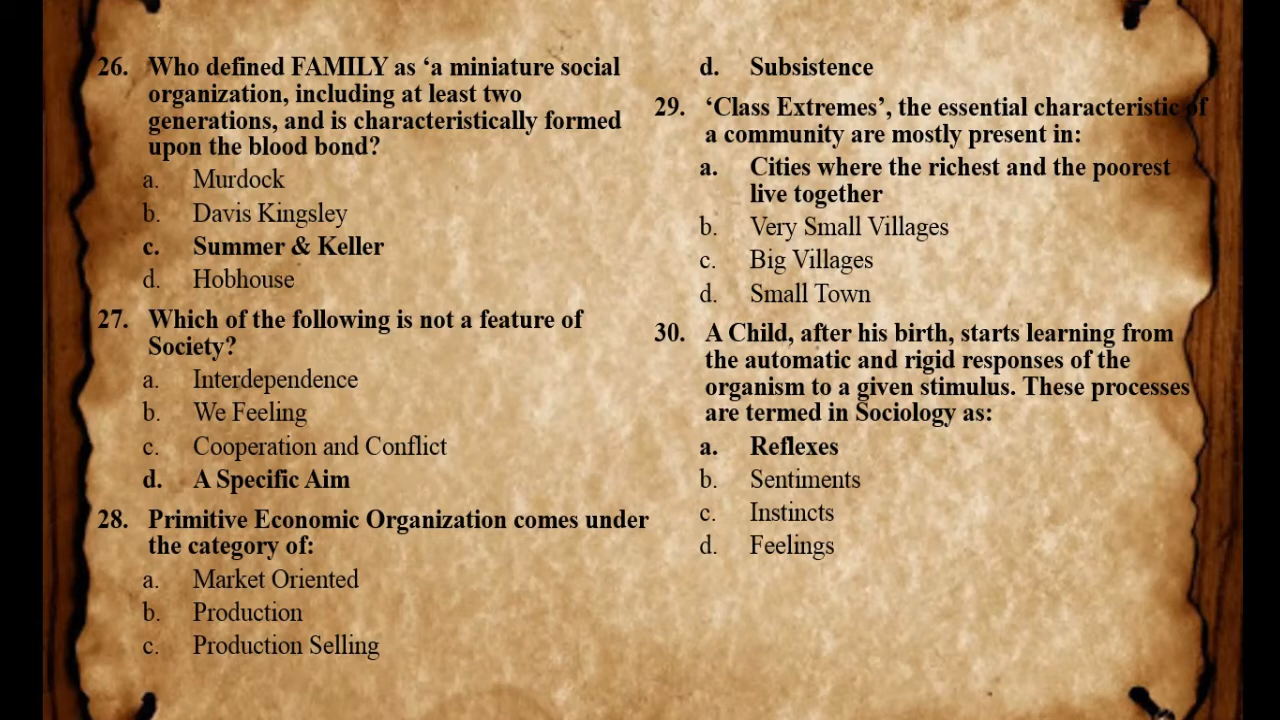 26. Who defined FAMILY as ‘a miniature social
organization, including at least two
generations, and is characteristically formed
upon the blood bond?
a. Murdock
b. Davis Kingsley
c. Summer & Keller
d. Hobhouse
27. Which of the following is not a feature of
Society?
a. Interdependence
b. We Feeling
c. Cooperation and Conflict
d. A Specific Aim
28. Primitive Economic Organization comes under
the category of:
a. Market Oriented
b. Production
c. Production Selling
d. Subsistence
29. ‘Class Extremes’, the essential characteristic of
a community are mostly present in:
a. Cities where the richest and the poorest
live together
b. Very Small Villages
c. Big Villages
d. Small Town
30. A Child, after his birth, starts learning from
the automatic and rigid responses of the
organism to a given stimulus. These processes
are termed in Sociology as:
a. Reflexes
b. Sentiments
c. Instincts
d. Feelings